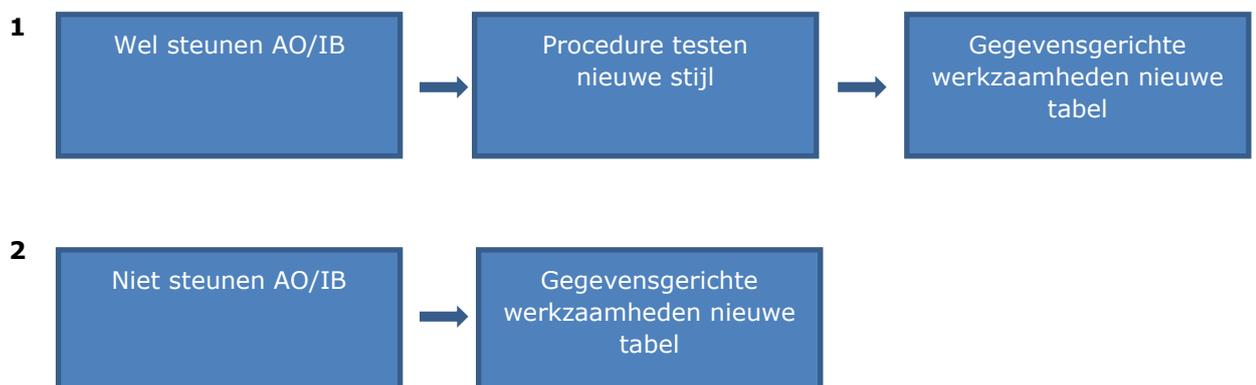 1
Wel steunen AO/IB
Procedure testen
nieuwe stijl
Gegevensgerichte
werkzaamheden nieuwe
tabel
2
Niet steunen AO/IB
Gegevensgerichte
werkzaamheden nieuwe
tabel